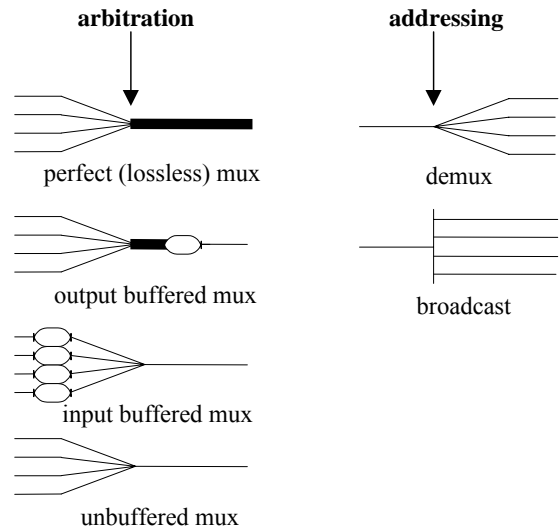 arbitration
perfect (lossless) mux
output buffered mux
input buffered mux
unbuffered mux
addressing
demux
broadcast